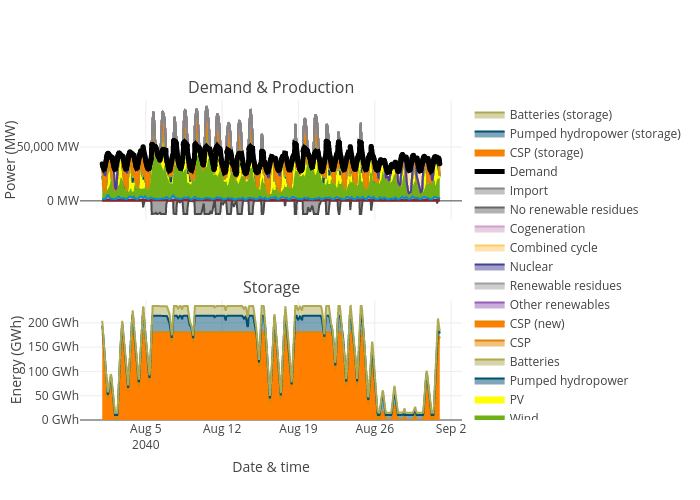 Demand & Production
Power (MW)
50,000 MW
0 MW
Storage
Energy (GWh)
200 GWh
150 GWh
100 GWh
50 GWh
0 GWh
Aug 5
2040
Aug 12
Aug 19
Aug 26
Sep 2
Date & time
Batteries (storage)
Pumped hydropower (storage)
CSP (storage)
Demand
Import
No renewable residues
Cogeneration
Combined cycle
Nuclear
Renewable residues
Other renewables
CSP (new)
CSP
Batteries
Pumped hydropower
PV
Wind